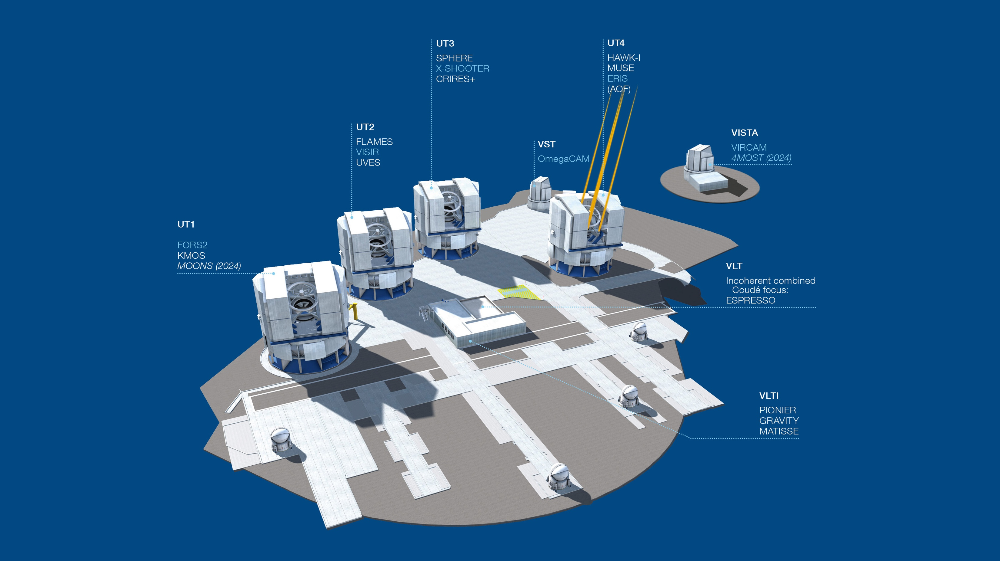 UT3
SPHERE
X-SHOOTER
CRIRES+
UT4
HAWK-I
MUSE
ERIS
(AOF)
UT2
FLAMES
VISIR
UVES
VST
OmegaCAM
VISTA
VIRCAM
4MOST (2024)
UT1
FORS2
KMOS
MOONS (2024)
VLT
Incoherent combined
Coudé focus:
ESPRESSO
VLTI
PIONIER
GRAVITY
MATISSE